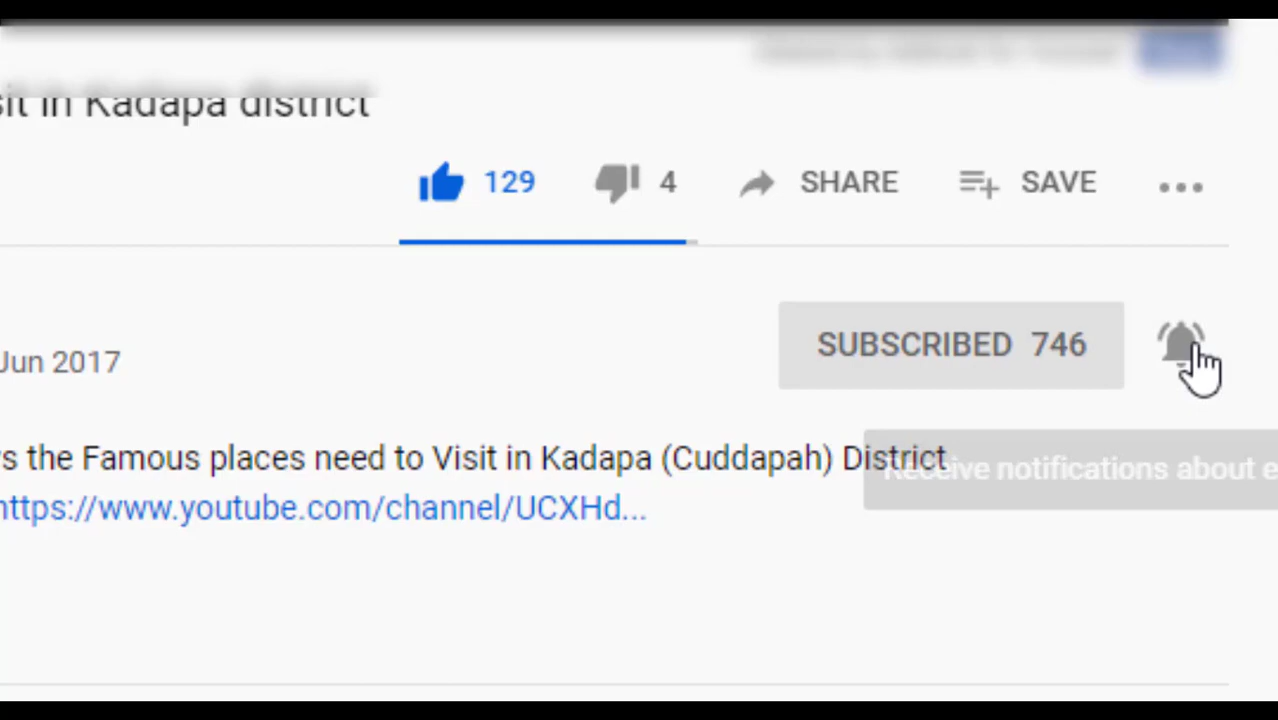 sit in Kadapa district
129 4 SHARE SAVE
SUBSCRIBED 746
Jun 2017
s the Famous places need to Visit in Kadapa (Cuddapah) District
Receive notifications about e
https://www.youtube.com/channel/UCXHd...